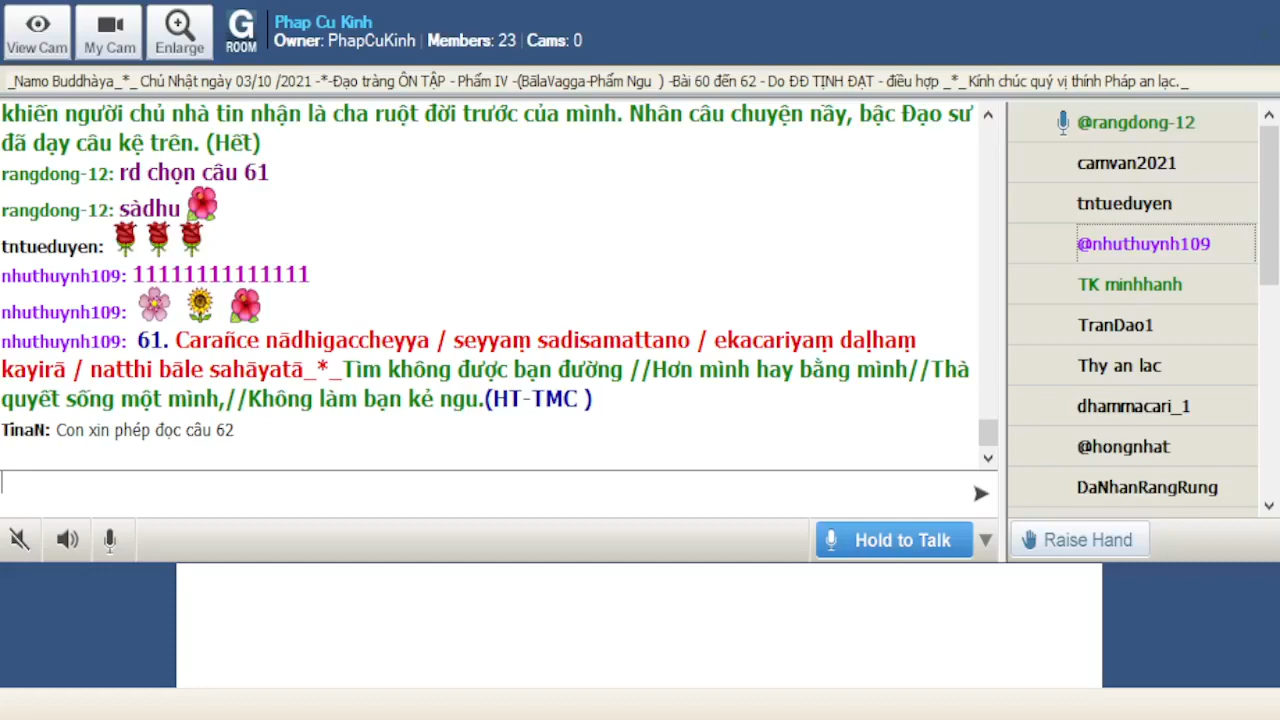 View Cam
My Cam
Enlarge
G
ROOM
Phap Cu Kinh
Owner: PhapCuKinh | Members: 23 | Cams: 0
_Namo Buddhàya_*_ Chủ Nhật ngày 03/10 /2021 -*-Đạo tràng ÔN TẬP - Phẩm IV -(BālaVagga-Phẩm Ngu ) -Bài 60 đến 62 - Do ĐĐ TỊNH ĐẠT - điều hợp _*_ Kính chúc quý vị thính Pháp an lạc._
khiến người chủ nhà tin nhận là cha ruột đời trước của mình. Nhân câu chuyện nầy, bậc Đạo sư
đã dạy câu kệ trên. (Hết)
rangdong-12: rd chọn câu 61
rangdong-12: sàdhu
tntueduyen:
nhuthuynh109: 11111111111111
nhuthuynh109:
nhuthuynh109: 61. Carañce nādhigaccheyya / seyyaṃ sadisamattano / ekacariyaṃ daḷhaṃ
kayirā / natthi bāle sahāyatā_*_Tìm không được bạn đường //Hơn mình hay bằng mình//Thà
quyết sống một mình,//Không làm bạn kẻ ngu.(HT-TMC )
TinaN: Con xin phép đọc câu 62
Hold to Talk
@rangdong-12
camvan2021
tntueduyen
@nhuthuynh109
TK minhhanh
TranDao1
Thy an lac
dhammacari_1
@hongnhat
DaNhanRangRung
Raise Hand